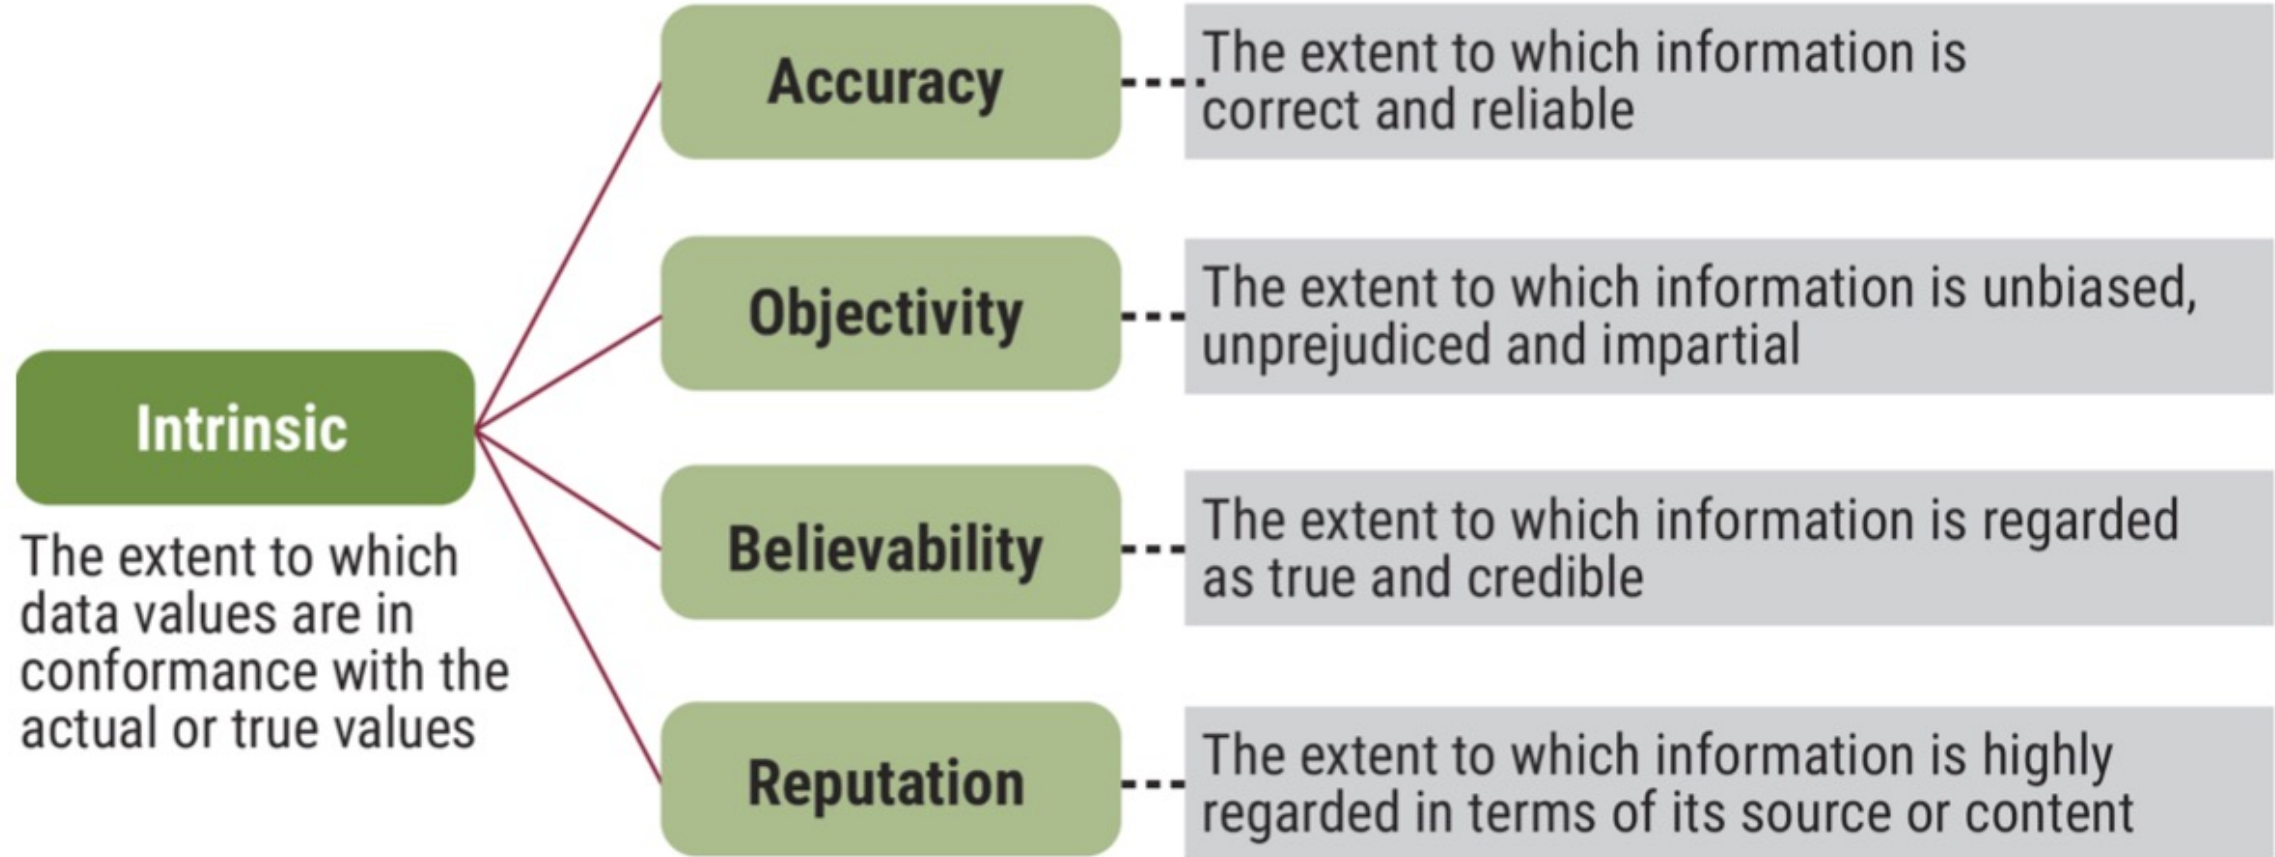 Intrinsic
The extent to which
data values are in
conformance with the
actual or true values
Accuracy
The extent to which information is
correct and reliable
Objectivity
The extent to which information is unbiased,
unprejudiced and impartial
Believability
The extent to which information is regarded
as true and credible
Reputation
The extent to which information is highly
regarded in terms of its source or content